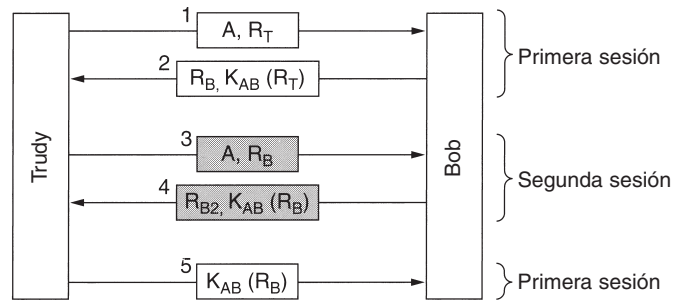 1
A, R_T
2
R_B, K_AB (R_T)
Primera sesión
Trudy
Bob
3
A, R_B
4
R_B2, K_AB (R_B)
Segunda sesión
5
K_AB (R_B)
Primera sesión